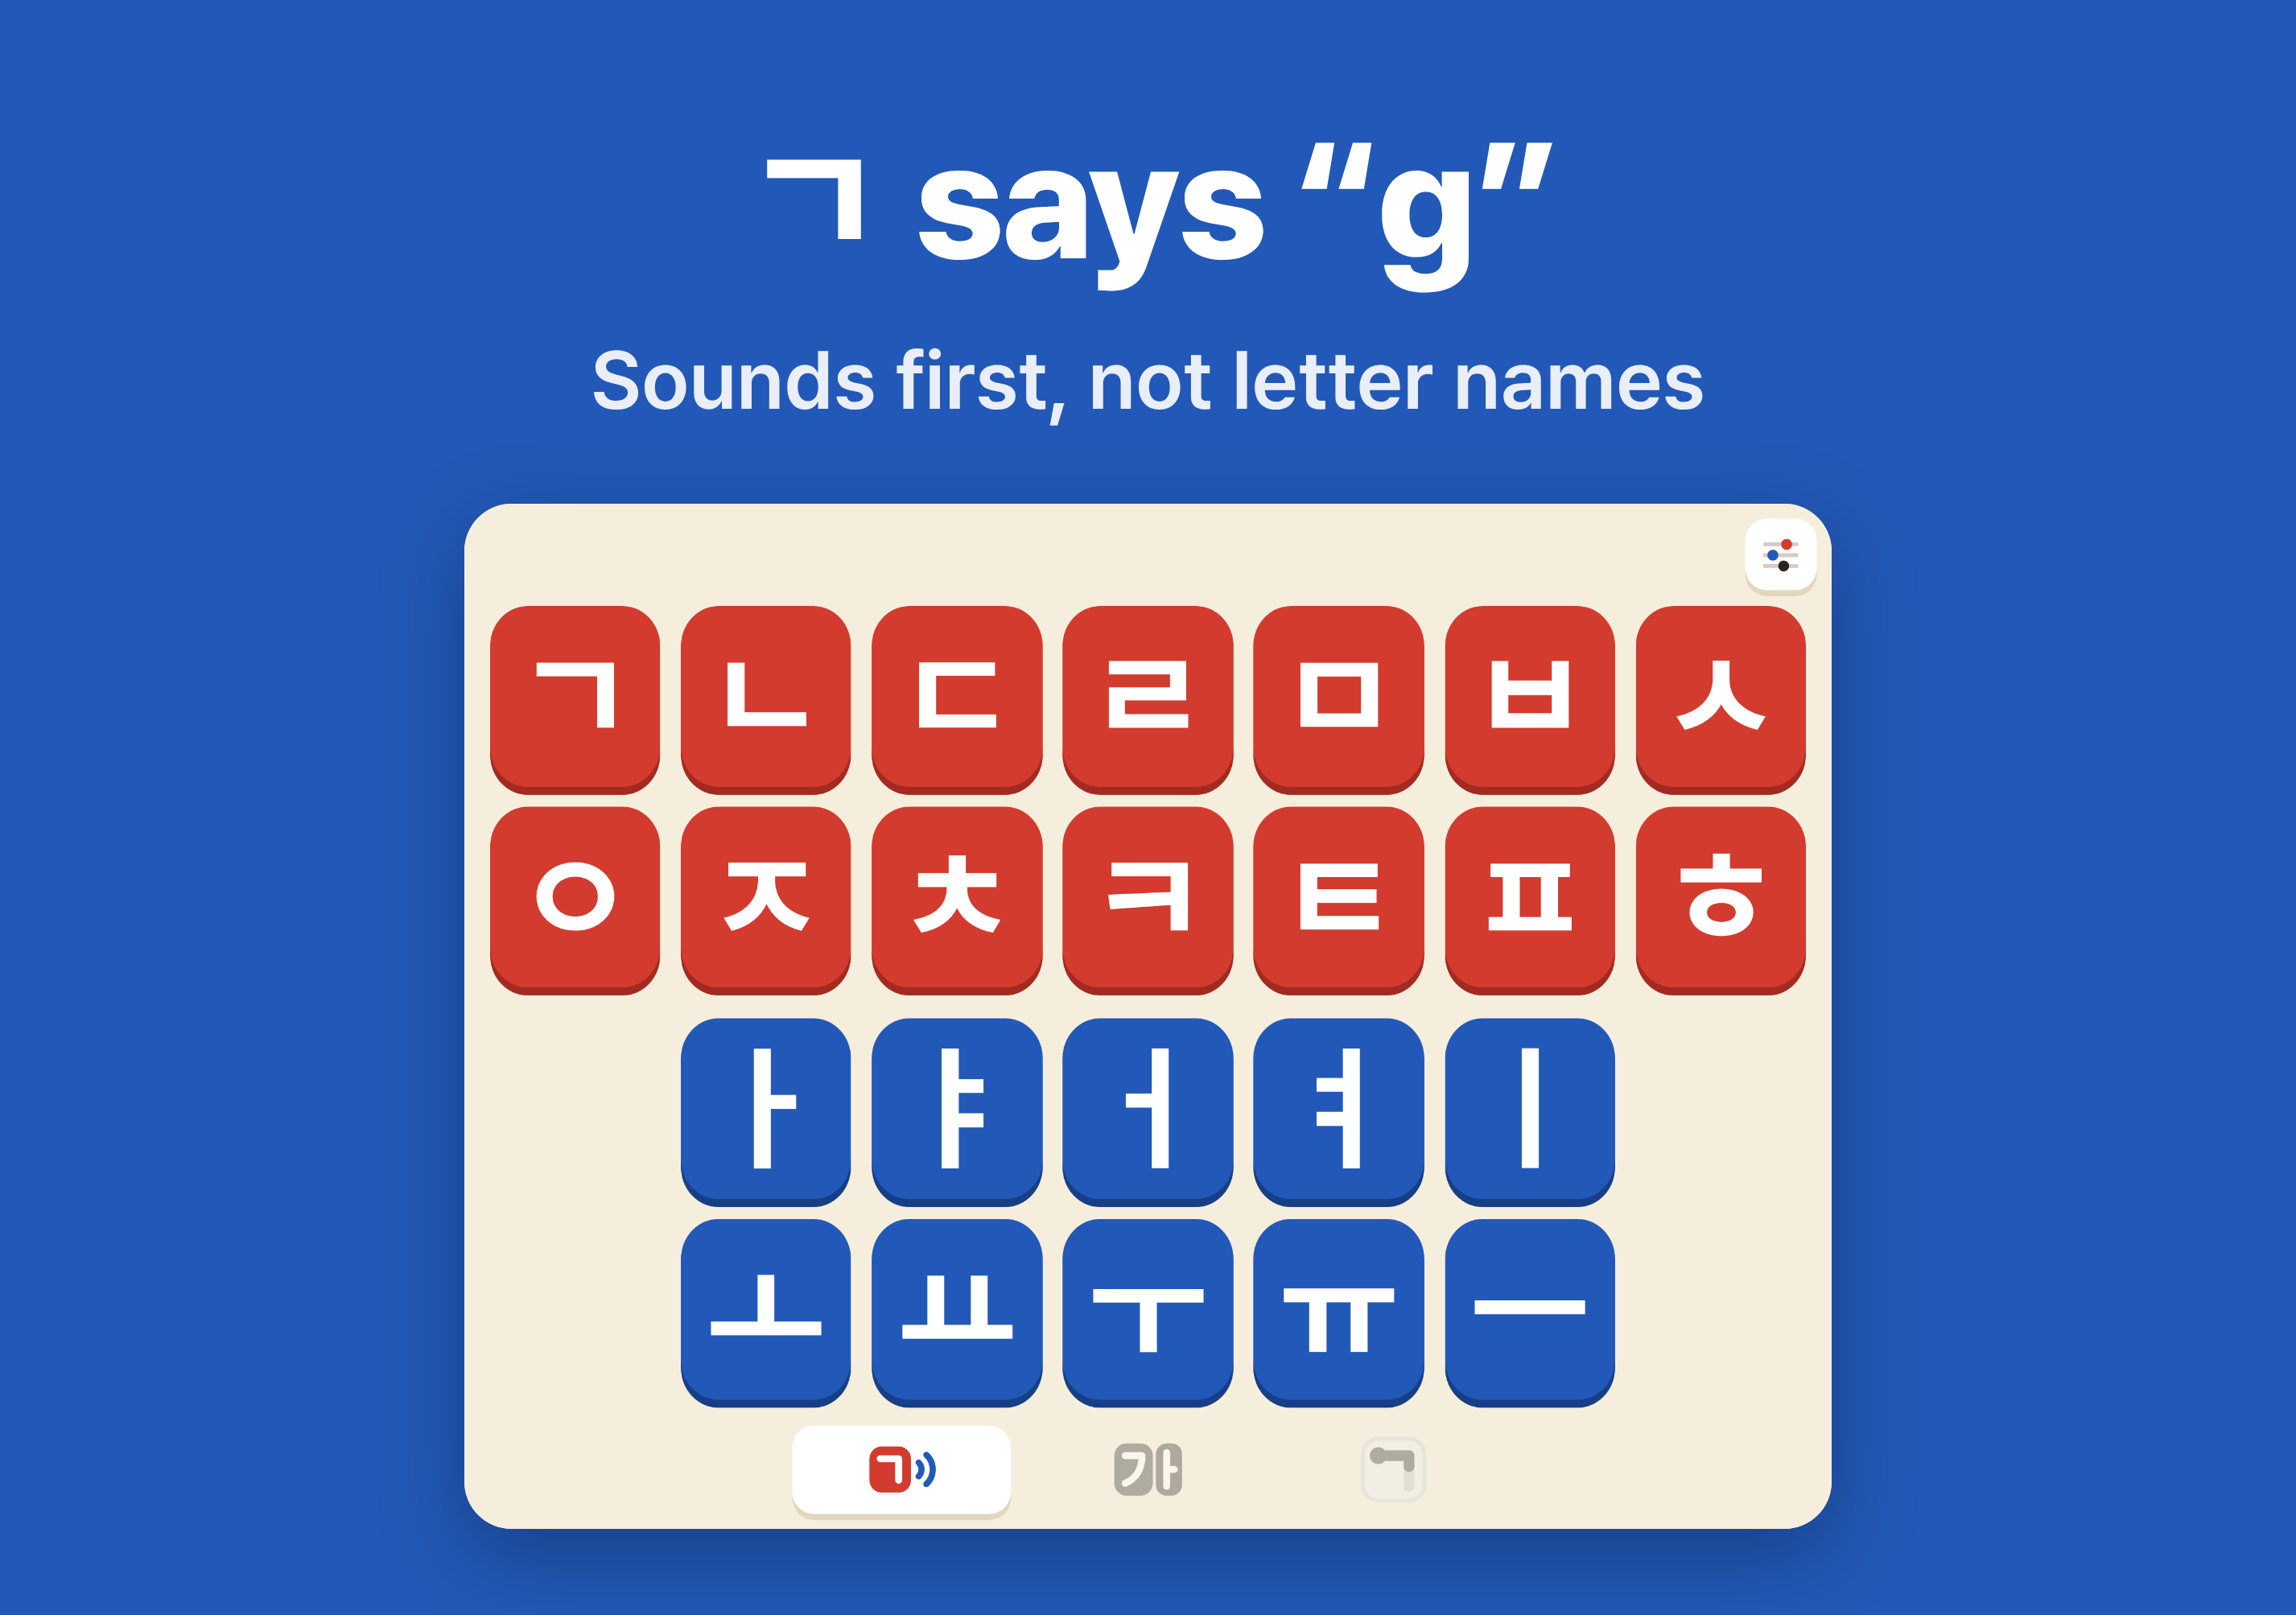 ㄱ says “g”
Sounds first, not letter names
ㄱ ㄴ ㄷ ㄹ ㅁ ㅂ ㅅ
ㅇ ㅈ ㅊ ㅋ ㅌ ㅍ ㅎ
ㅏ ㅑ ㅓ ㅕ ㅣ
ㅗ ㅛ ㅜ ㅠ ㅡ
ㄱ 가 ㄱ